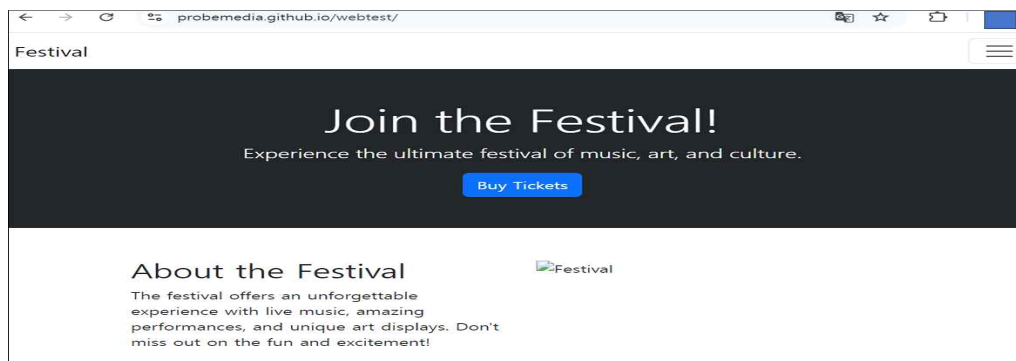 probemedia.github.io/webtest/
Festival
Join the Festival!
Experience the ultimate festival of music, art, and culture.
Buy Tickets
About the Festival
The festival offers an unforgettable
experience with live music, amazing
performances, and unique art displays. Don't
miss out on the fun and excitement!
Festival